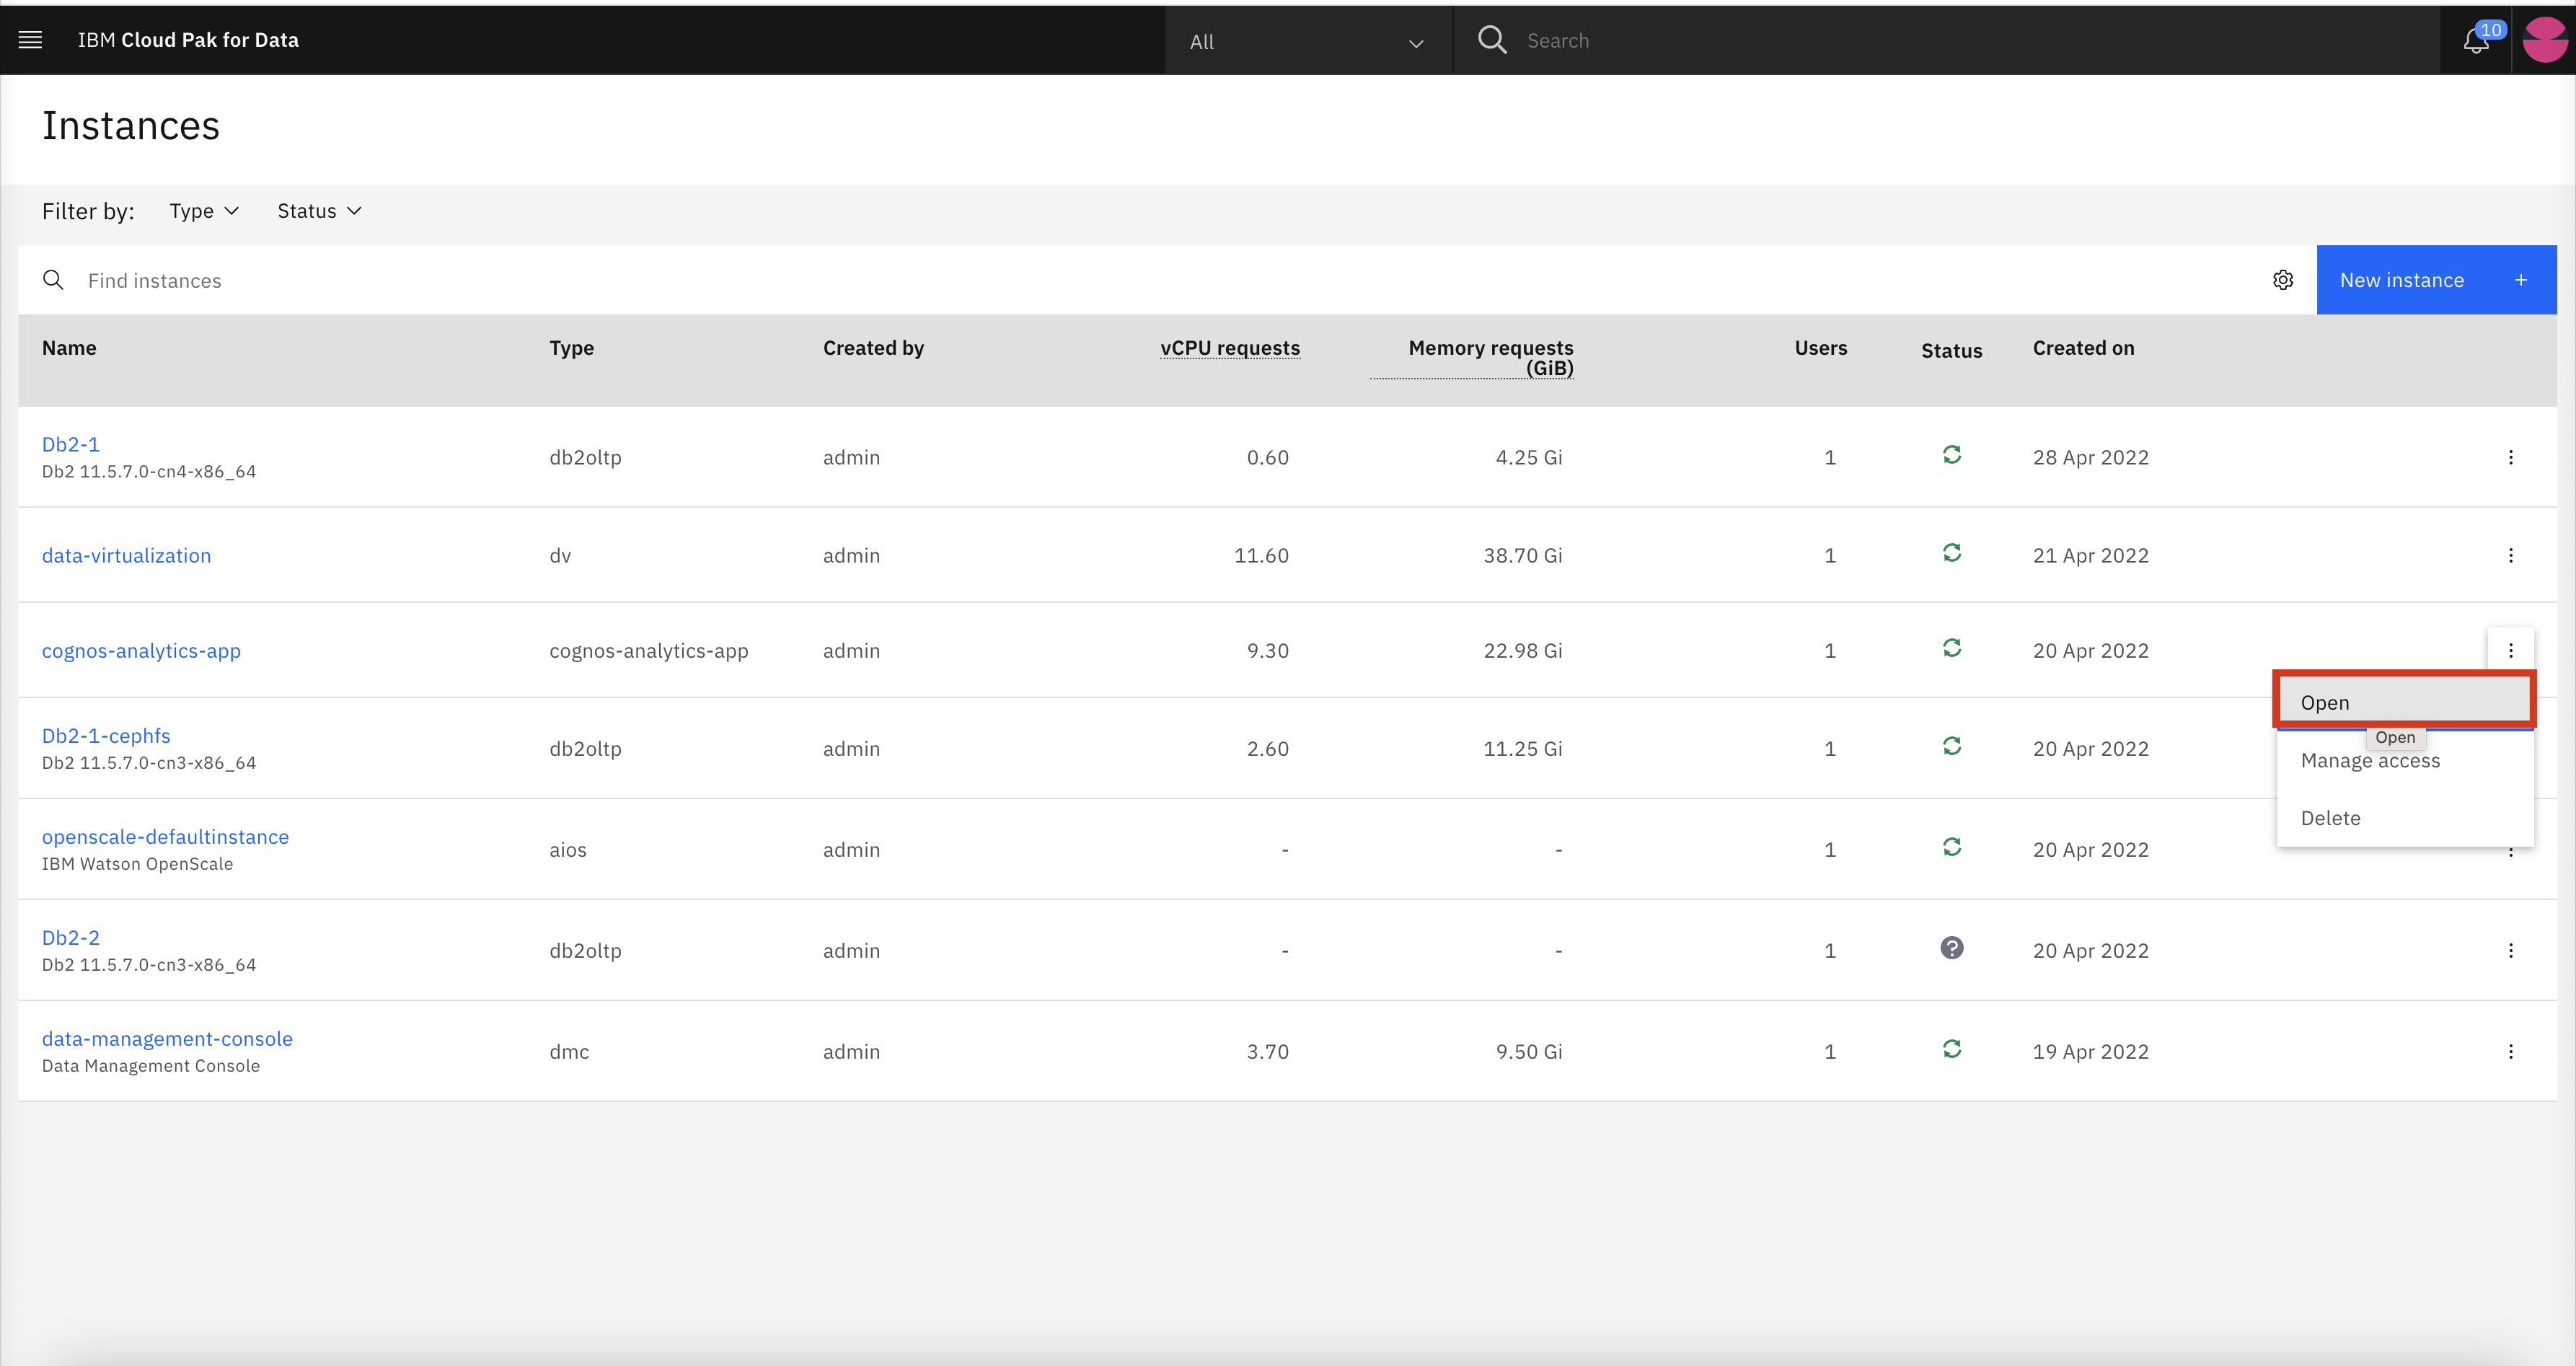 IBM Cloud Pak for Data
All
Search
10
Instances
Filter by: Type Status
Find instances
New instance +
Name Type Created by vCPU requests Memory requests (GiB) Users Status Created on
Db2-1
Db2 11.5.7.0-cn4-x86_64
db2oltp admin 0.60 4.25 Gi 1 28 Apr 2022
data-virtualization dv admin 11.60 38.70 Gi 1 21 Apr 2022
cognos-analytics-app cognos-analytics-app admin 9.30 22.98 Gi 1 20 Apr 2022
Open
Open
Manage access
Delete
Db2-1-cephfs
Db2 11.5.7.0-cn3-x86_64
db2oltp admin 2.60 11.25 Gi 1 20 Apr 2022
openscale-defaultinstance
IBM Watson OpenScale
aios admin - - 1 20 Apr 2022
Db2-2
Db2 11.5.7.0-cn3-x86_64
db2oltp admin - - 1 ? 20 Apr 2022
data-management-console
Data Management Console
dmc admin 3.70 9.50 Gi 1 19 Apr 2022